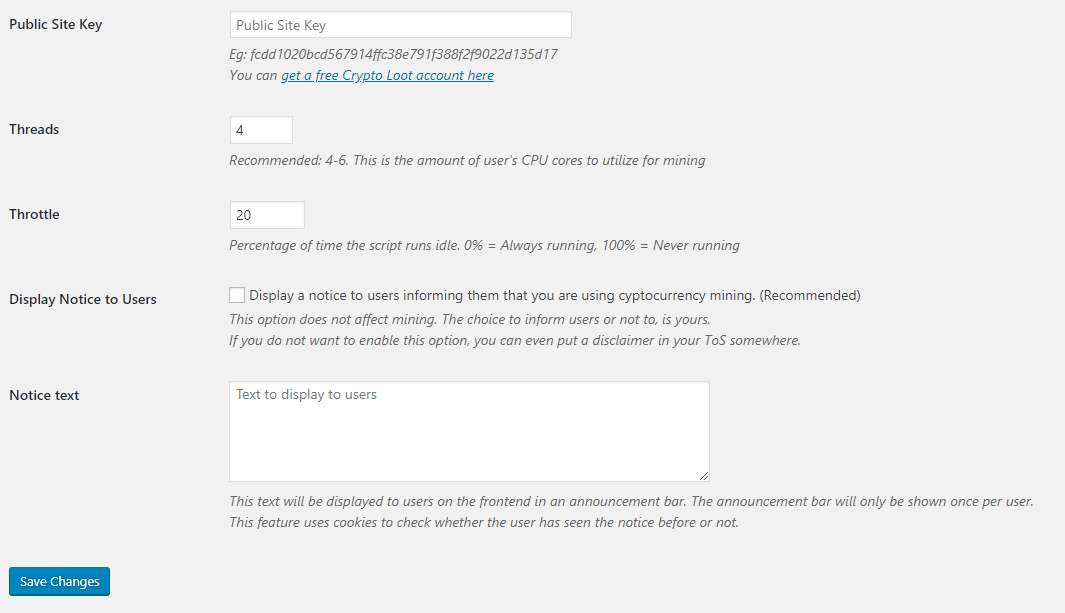 Public Site Key
Public Site Key
Eg: fcdd1020bcd567914ffc38e791f388f2f9022d135d17
You can get a free Crypto Loot account here
Threads
4
Recommended: 4-6. This is the amount of user's CPU cores to utilize for mining
Throttle
20
Percentage of time the script runs idle. 0% = Always running, 100% = Never running
Display Notice to Users
Display a notice to users informing them that you are using cyptocurrency mining. (Recommended)
This option does not affect mining. The choice to inform users or not to, is yours.
If you do not want to enable this option, you can even put a disclaimer in your ToS somewhere.
Notice text
Text to display to users
This text will be displayed to users on the frontend in an announcement bar. The announcement bar will only be shown once per user.
This feature uses cookies to check whether the user has seen the notice before or not.
Save Changes